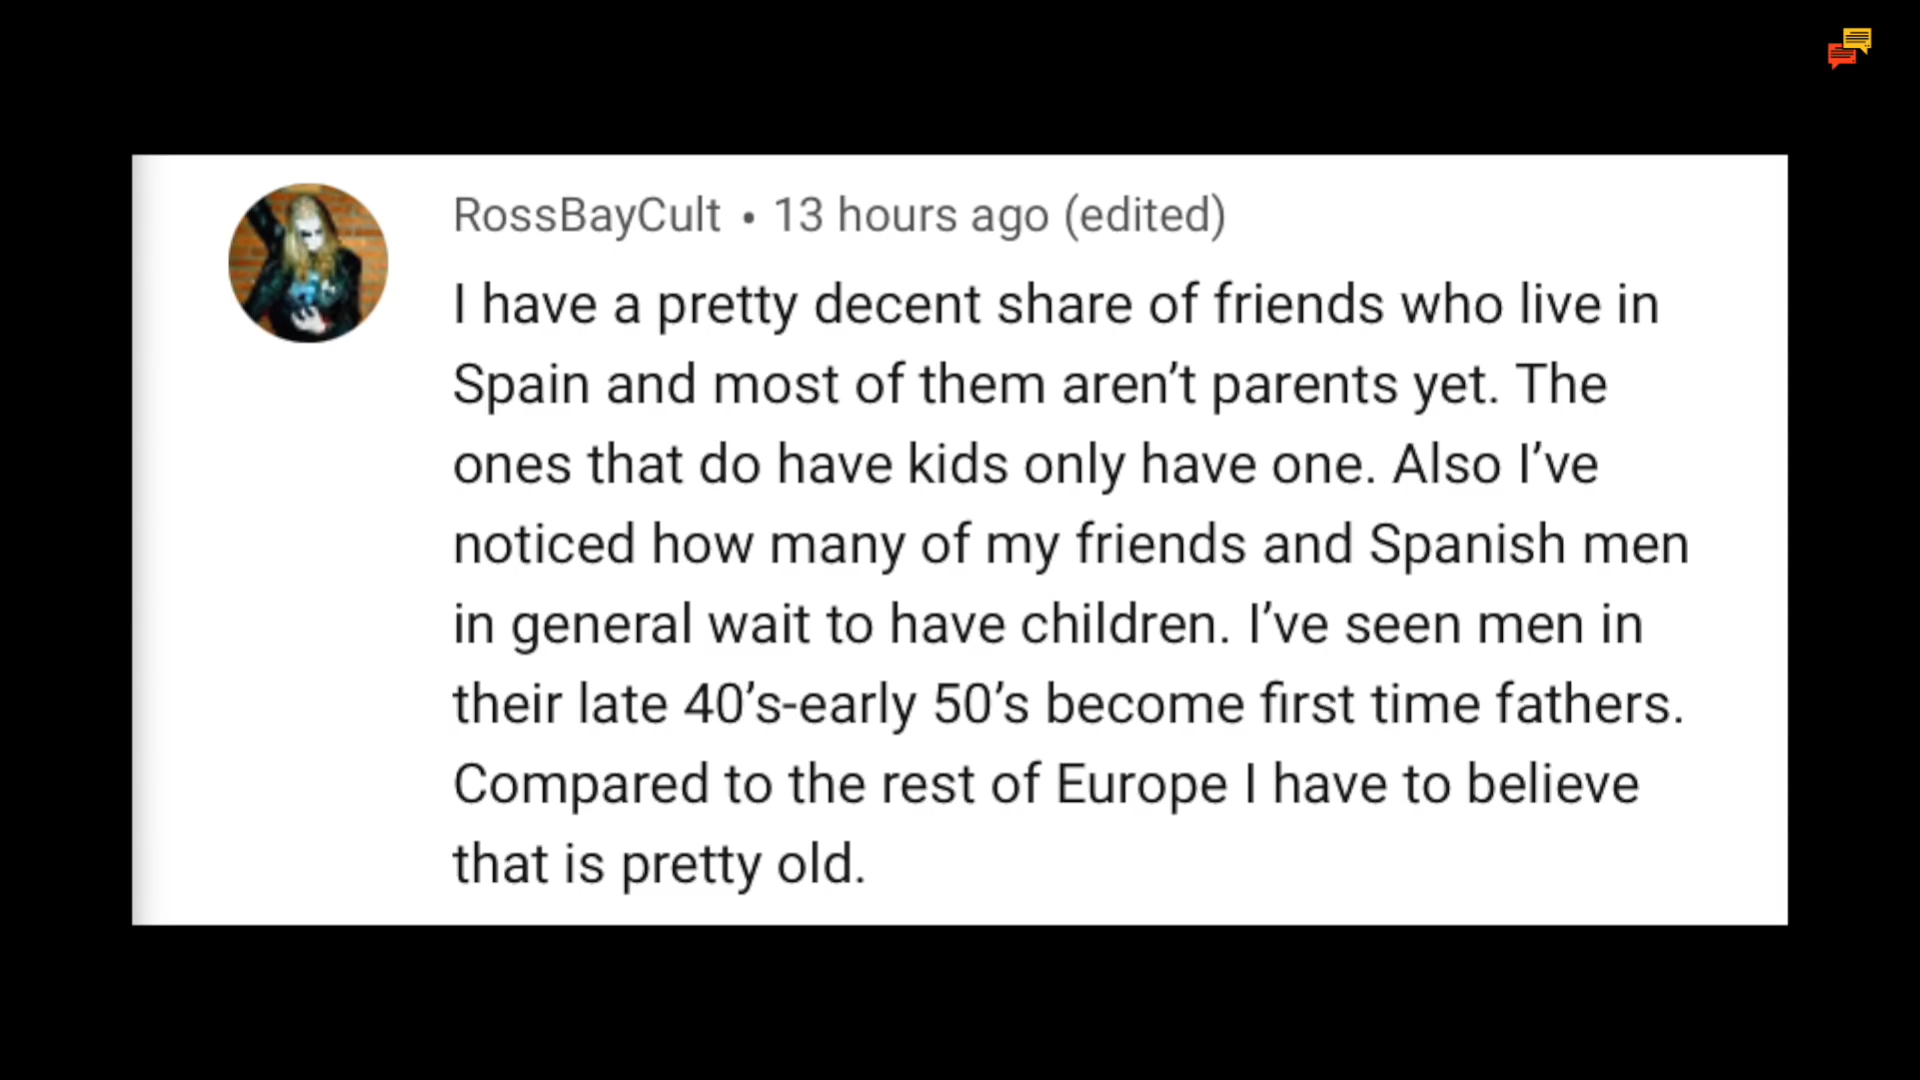 RossBayCult • 13 hours ago (edited)
I have a pretty decent share of friends who live in
Spain and most of them aren’t parents yet. The
ones that do have kids only have one. Also I’ve
noticed how many of my friends and Spanish men
in general wait to have children. I’ve seen men in
their late 40’s-early 50’s become first time fathers.
Compared to the rest of Europe I have to believe
that is pretty old.